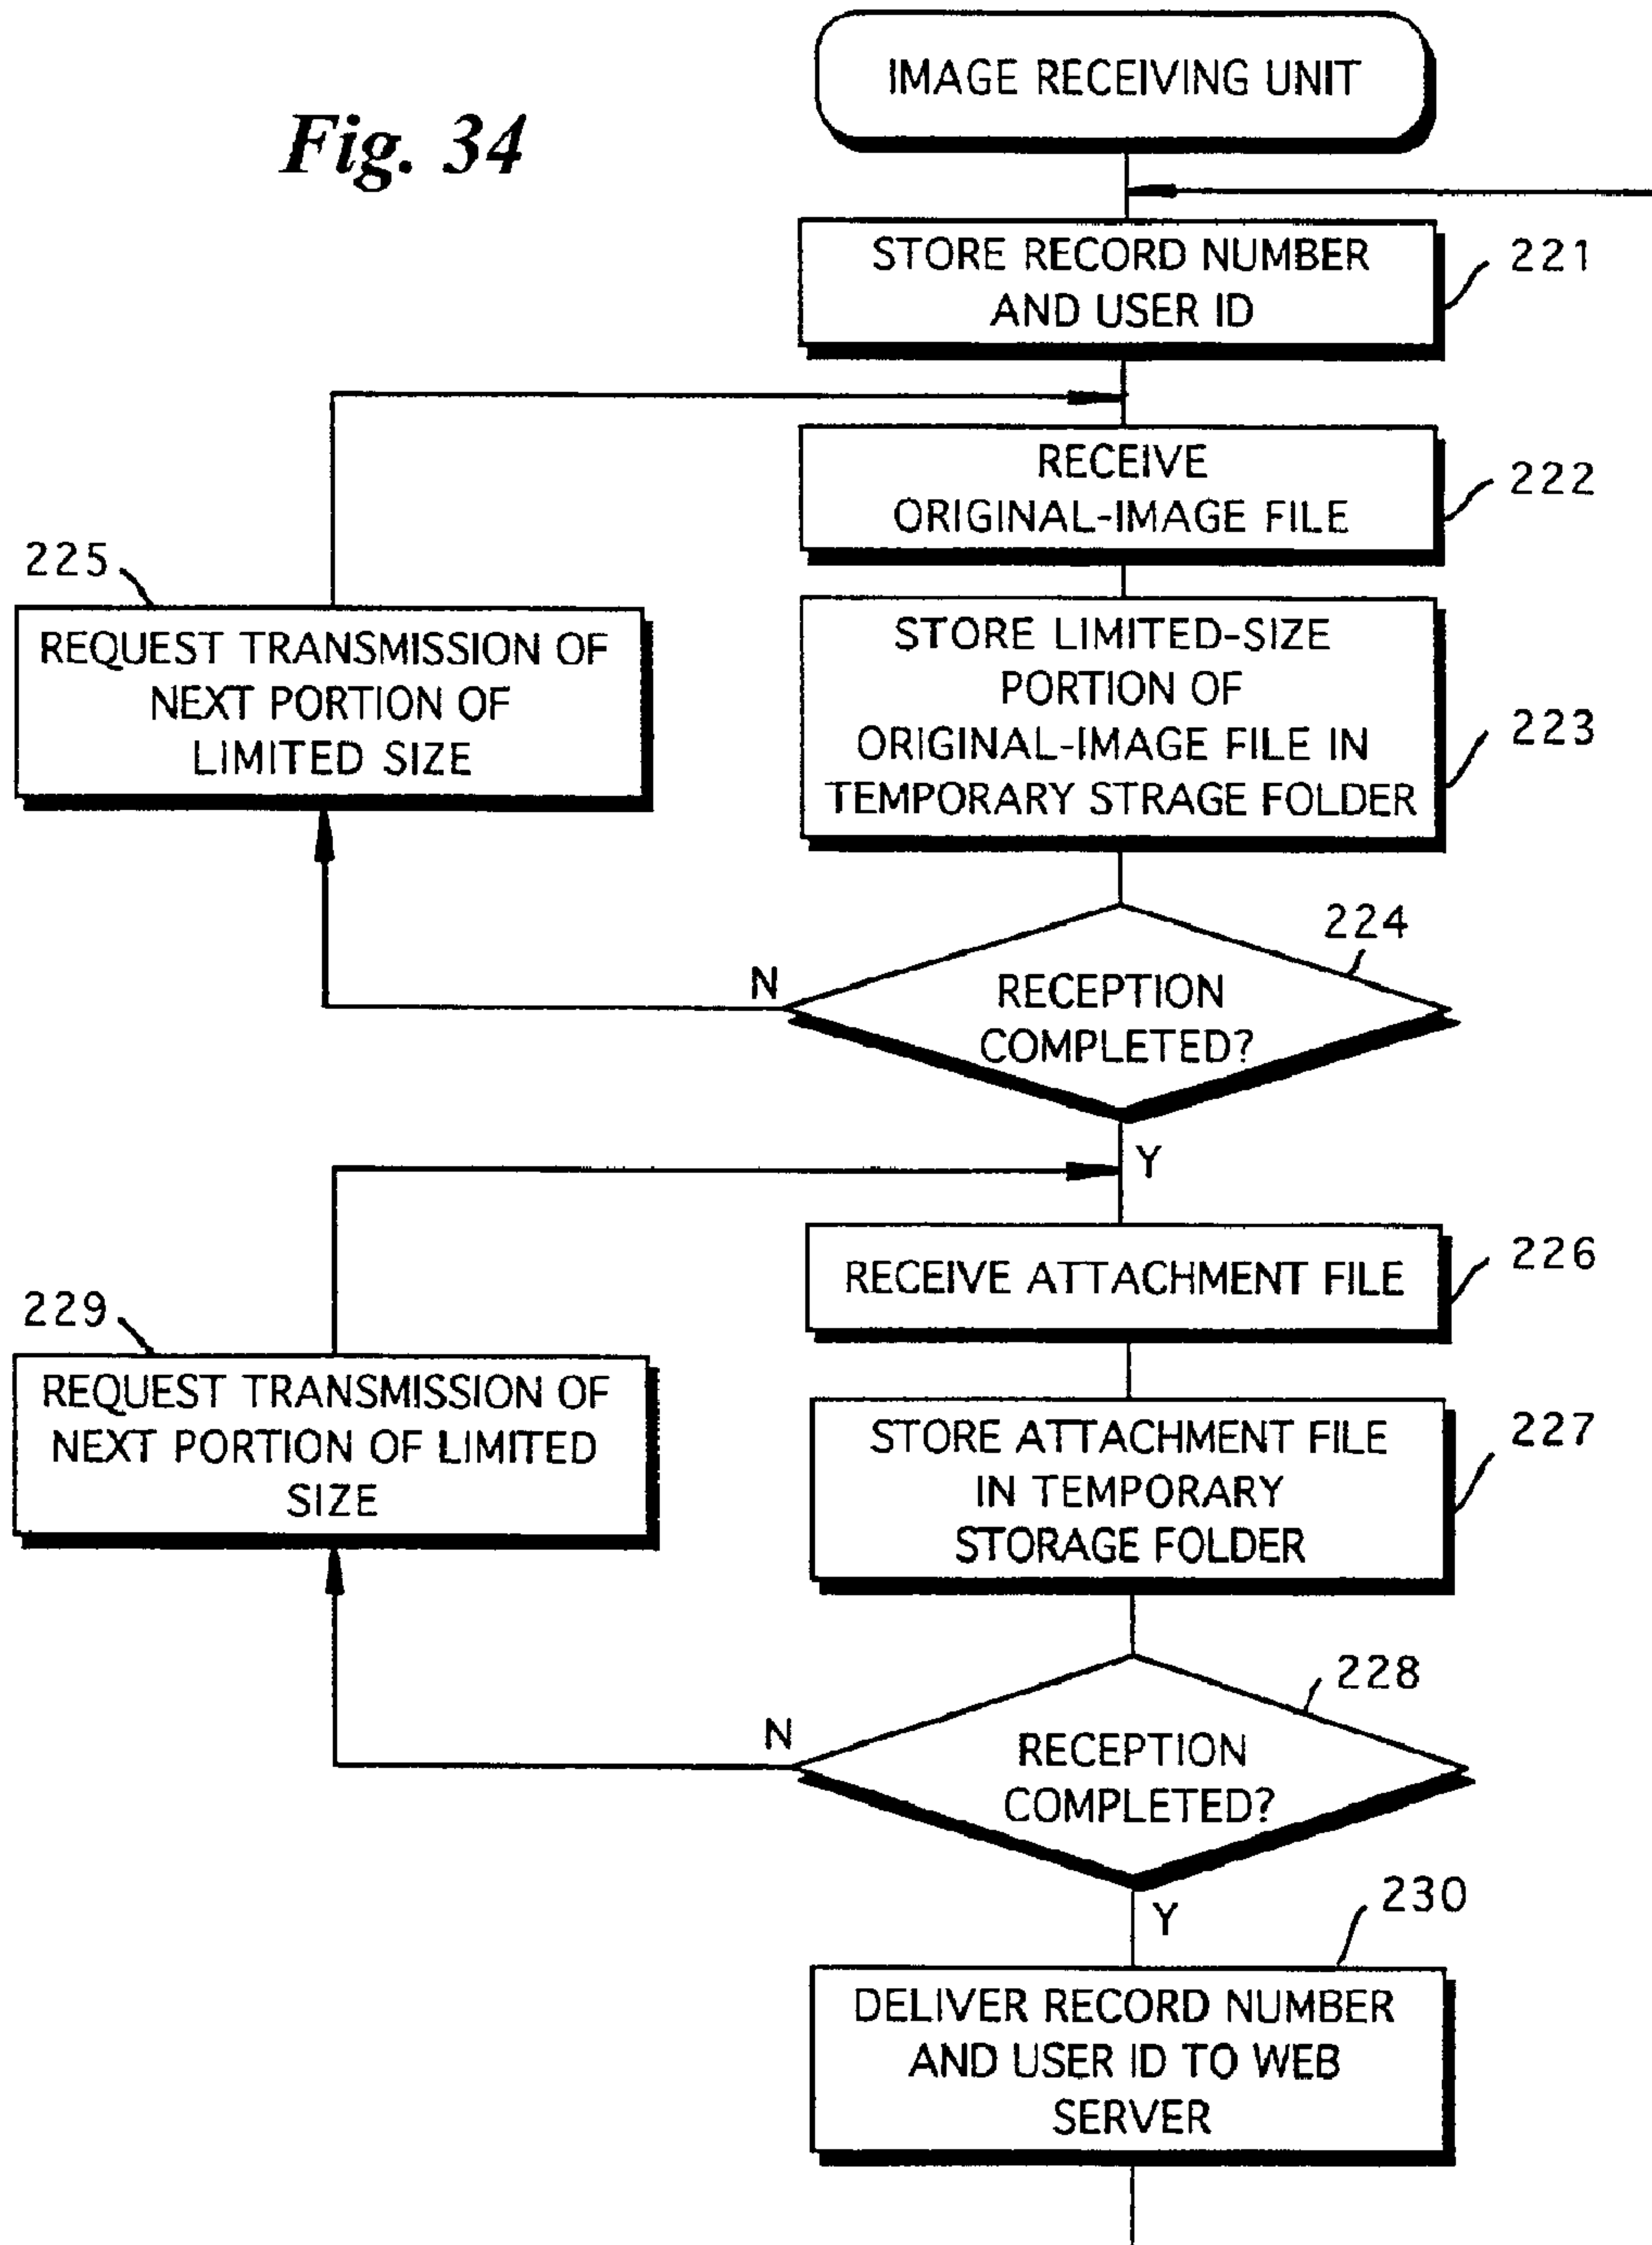 Fig. 34
IMAGE RECEIVING UNIT
STORE RECORD NUMBER
AND USER ID
221
RECEIVE
ORIGINAL-IMAGE FILE
222
225
REQUEST TRANSMISSION OF
NEXT PORTION OF
LIMITED SIZE
STORE LIMITED-SIZE
PORTION OF
ORIGINAL-IMAGE FILE IN
TEMPORARY STRAGE FOLDER
223
224
N
RECEPTION
COMPLETED?
Y
RECEIVE ATTACHMENT FILE
226
229
REQUEST TRANSMISSION OF
NEXT PORTION OF LIMITED
SIZE
STORE ATTACHMENT FILE
IN TEMPORARY
STORAGE FOLDER
227
228
N
RECEPTION
COMPLETED?
Y
230
DELIVER RECORD NUMBER
AND USER ID TO WEB
SERVER